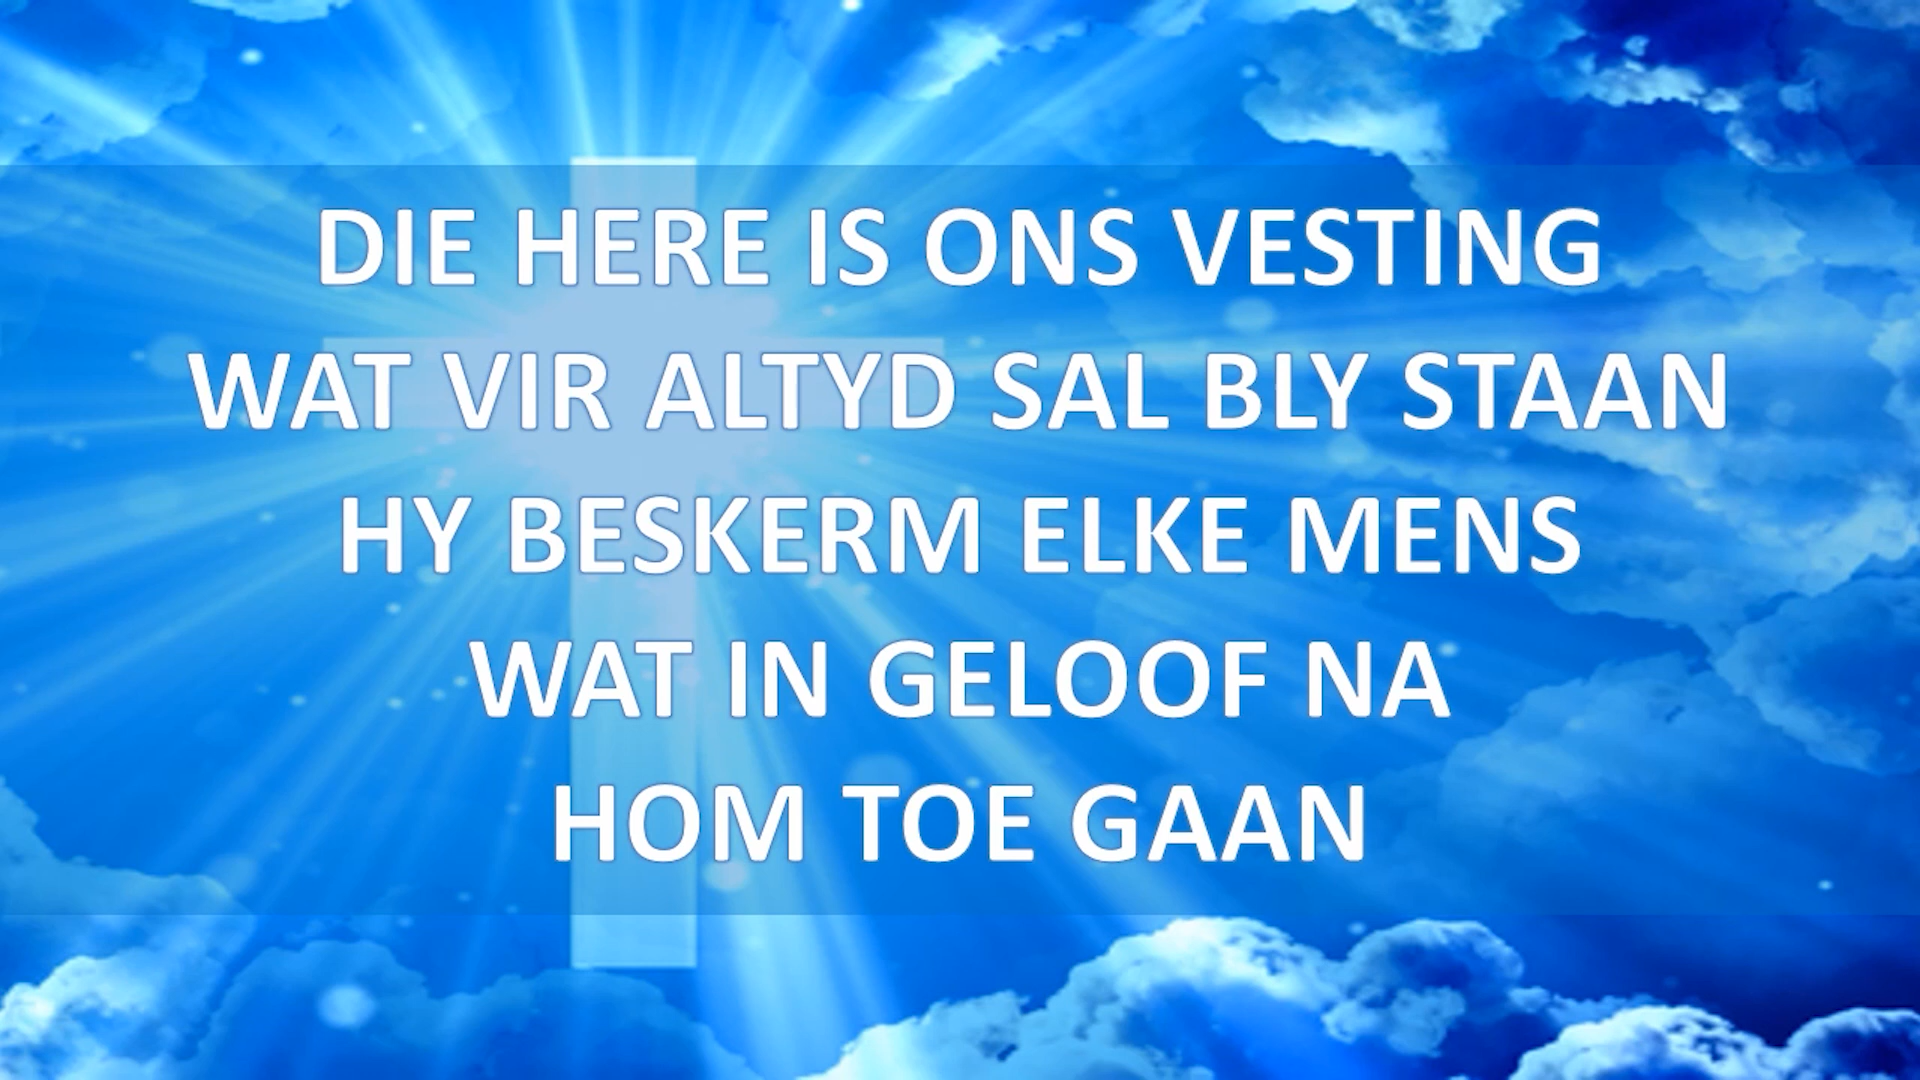 DIE HERE IS ONS VESTING
WAT VIR ALTYD SAL BLY STAAN
HY BESKERM ELKE MENS
WAT IN GELOOF NA
HOM TOE GAAN